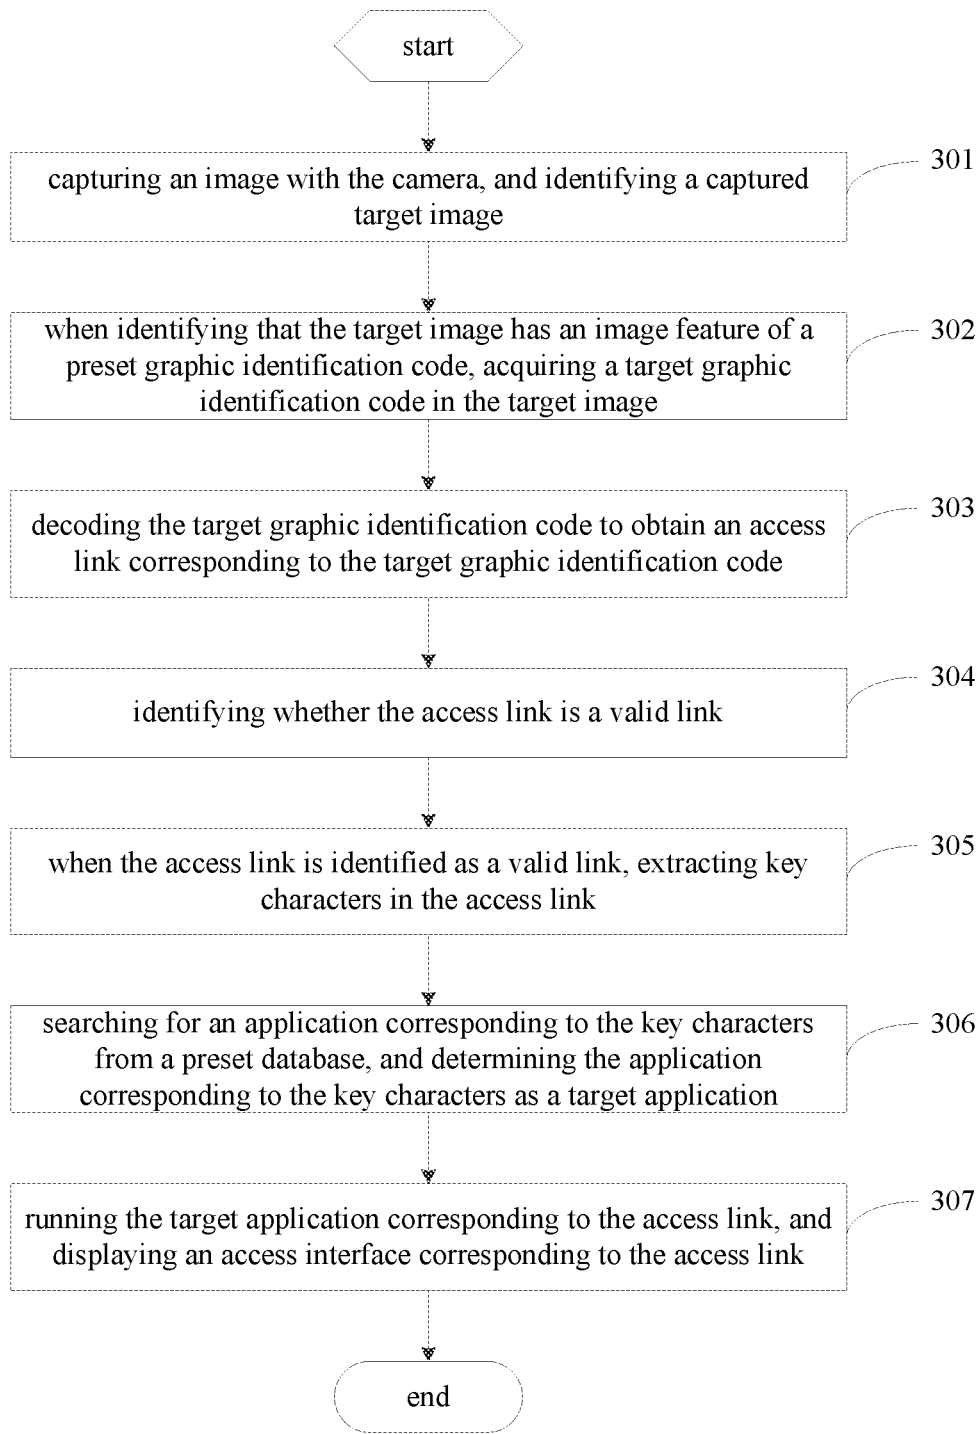 start
capturing an image with the camera, and identifying a captured
target image
301
when identifying that the target image has an image feature of a
preset graphic identification code, acquiring a target graphic
identification code in the target image
302
decoding the target graphic identification code to obtain an access
link corresponding to the target graphic identification code
303
identifying whether the access link is a valid link
304
when the access link is identified as a valid link, extracting key
characters in the access link
305
searching for an application corresponding to the key characters
from a preset database, and determining the application
corresponding to the key characters as a target application
306
running the target application corresponding to the access link, and
displaying an access interface corresponding to the access link
307
end